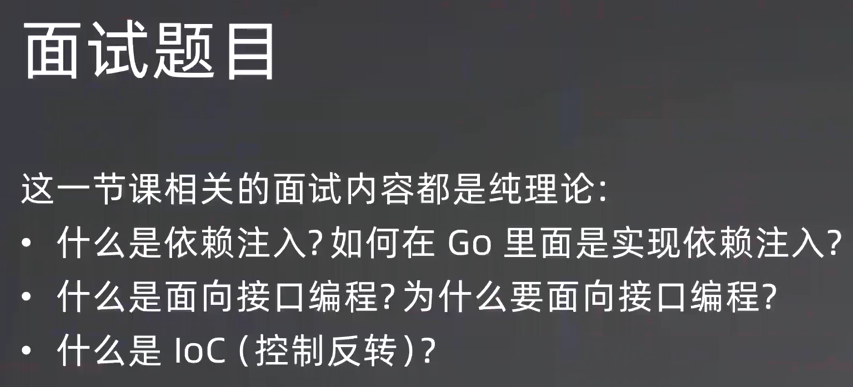 面试题目
这一节课相关的面试内容都是纯理论:
• 什么是依赖注入?如何在 Go 里面是实现依赖注入?
• 什么是面向接口编程?为什么要面向接口编程?
• 什么是 IoC(控制反转)?